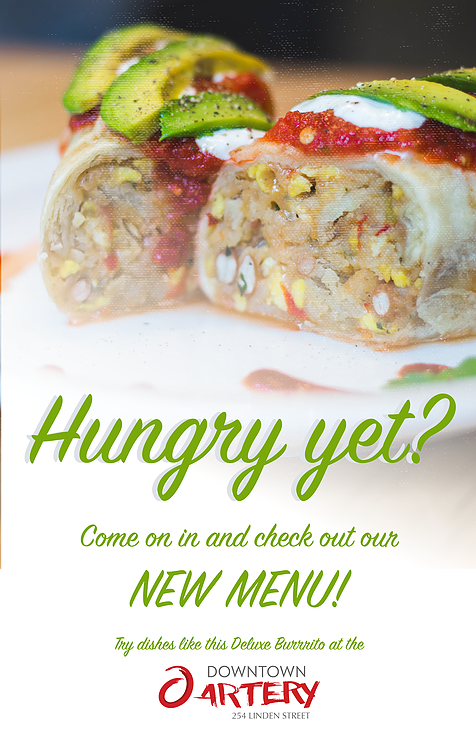 Hungry yet?
Come on in and check out our
NEW MENU!
Try dishes like this Deluxe Burrrito at the
DOWNTOWN
ARTERY
254 LINDEN STREET